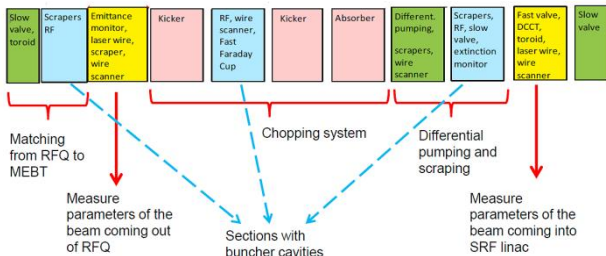 Slow
valve,
toroid
Scrapers
RF
Emittance
monitor,
laser wire,
scraper,
wire
scanner
Kicker
RF, wire
scanner,
Fast
Faraday
Cup
Kicker
Absorber
Different.
pumping,
scrapers,
wire
scanner
Scrapers,
RF, slow
valve,
extinction
monitor
Fast valve,
DCCT,
toroid,
laser wire,
wire
scanner
Slow
valve
Matching
from RFQ to
MEBT
Chopping system
Differential
pumping and
scraping
Measure
parameters of the
beam coming out
of RFQ
Sections with
buncher cavities
Measure
parameters of the
beam coming into
SRF linac